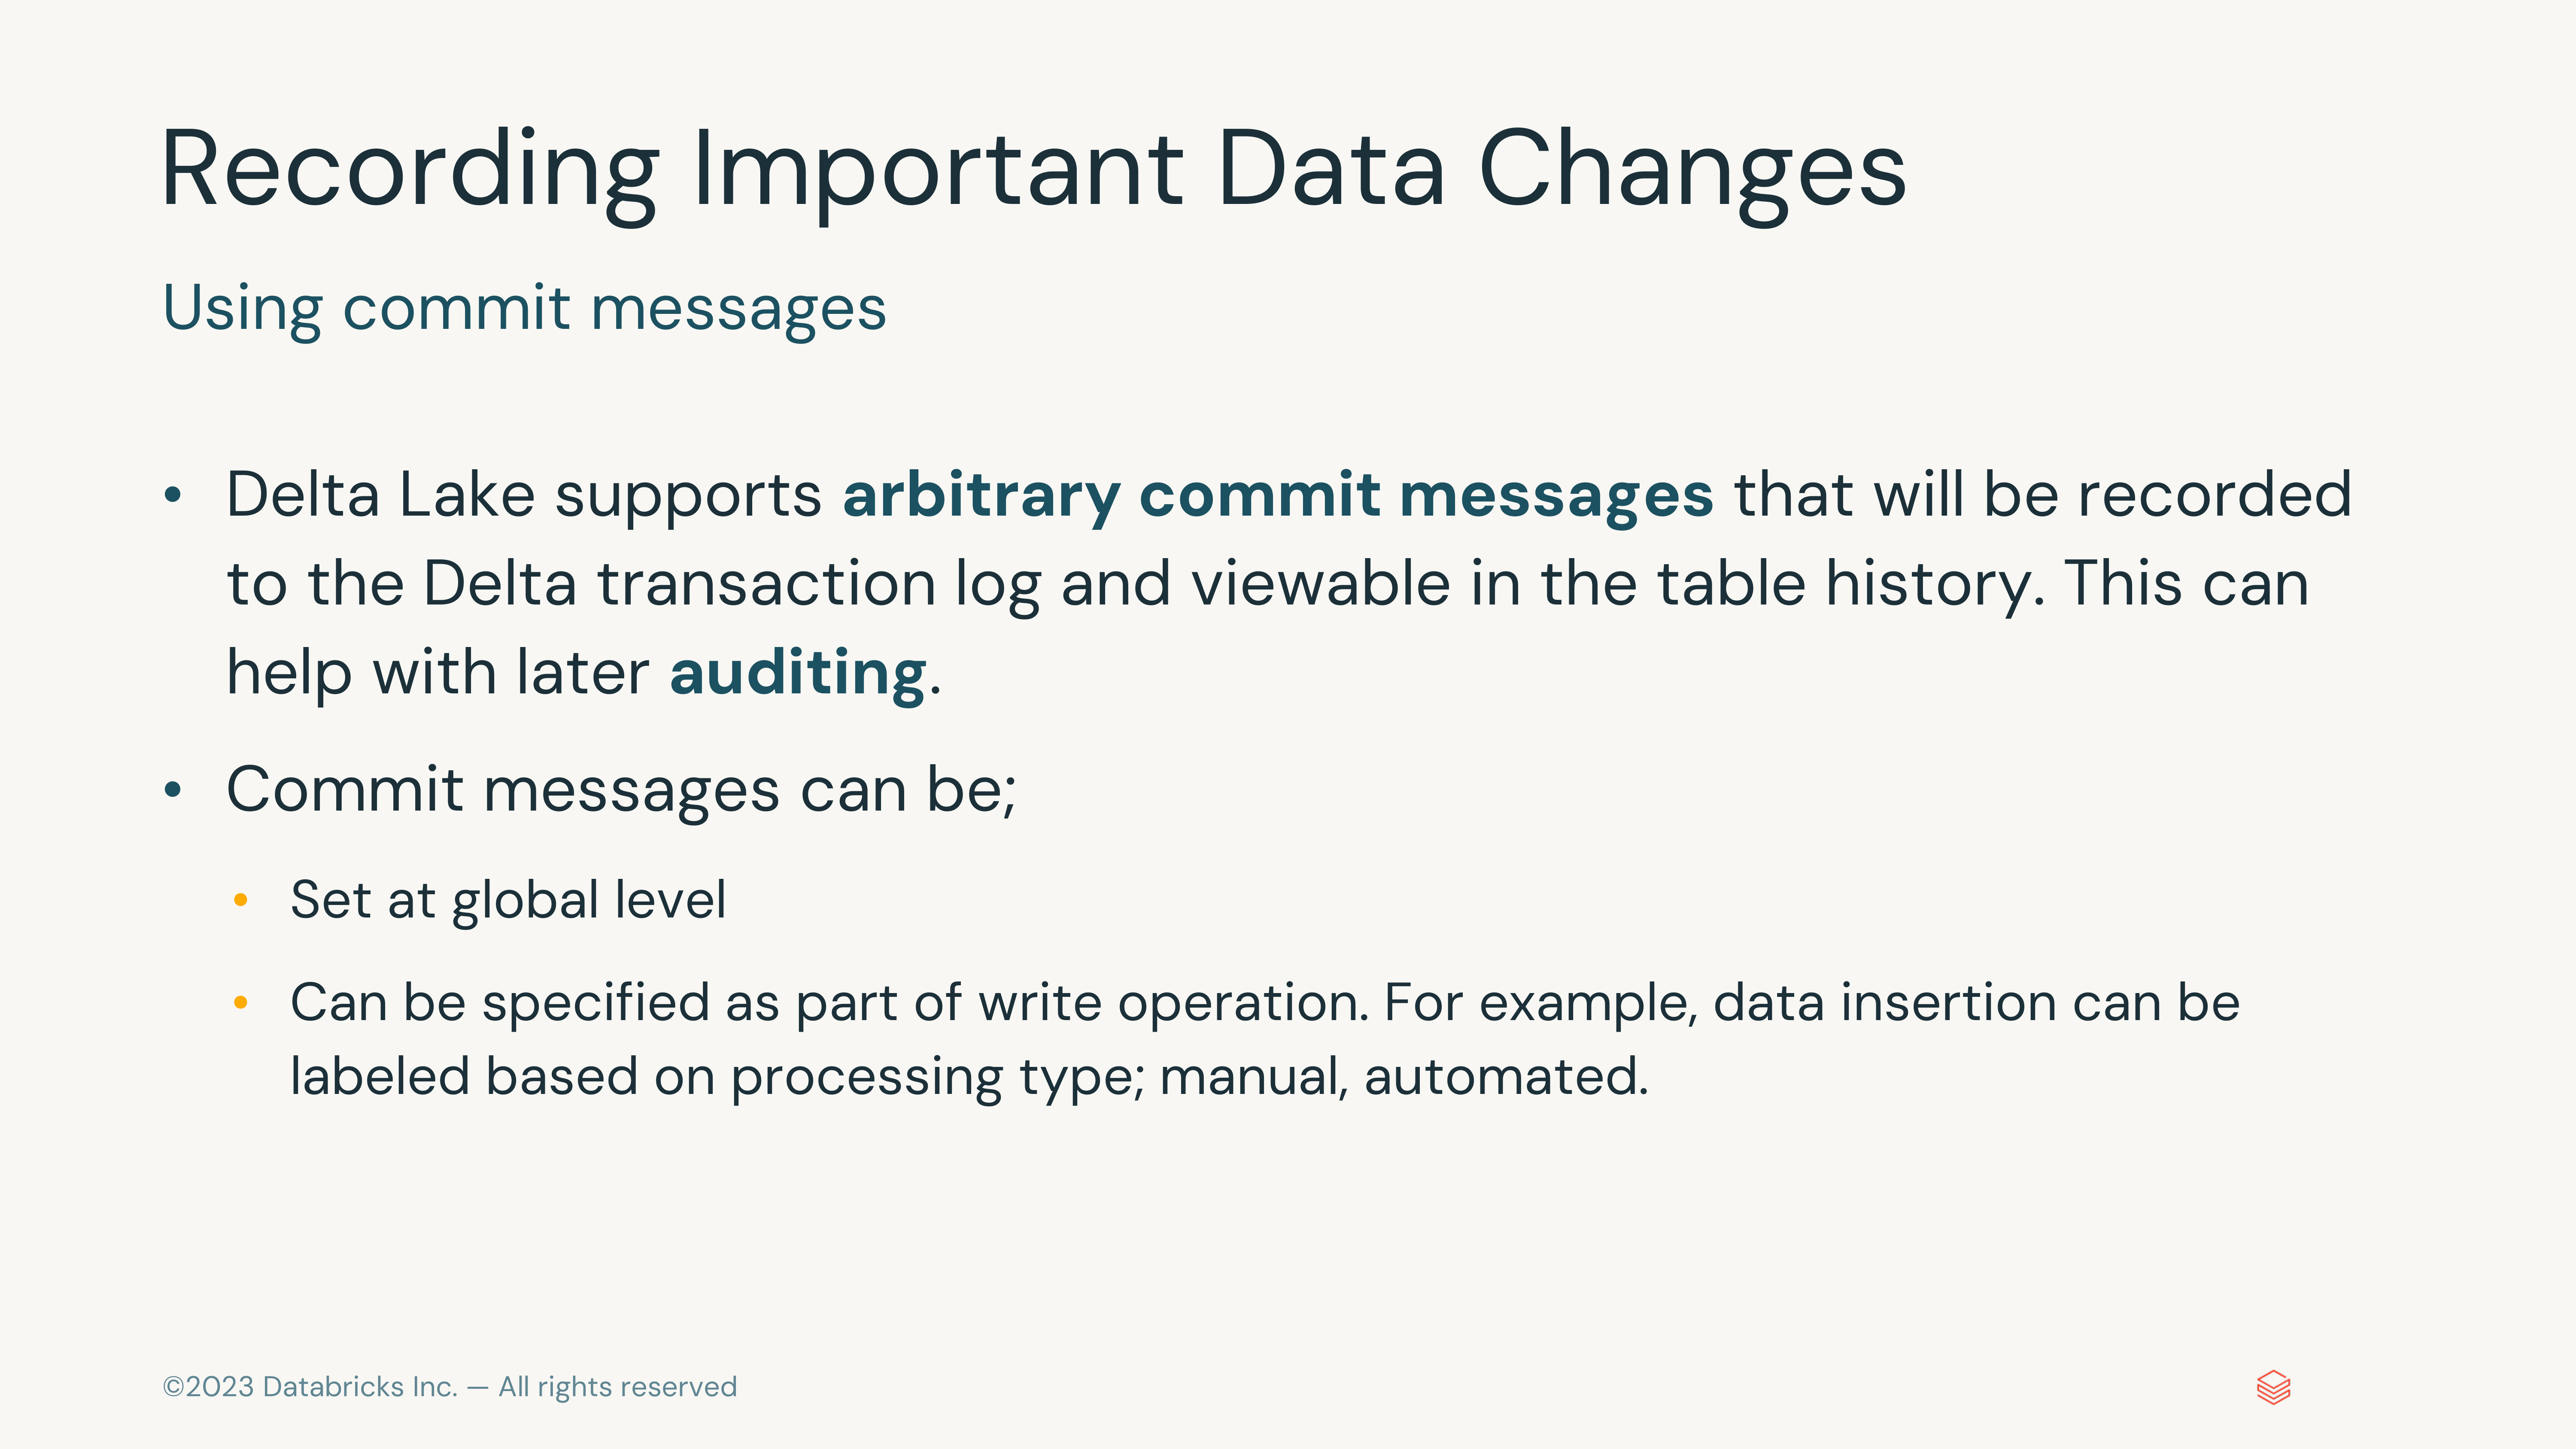 Recording Important Data Changes
Using commit messages
• Delta Lake supports arbitrary commit messages that will be recorded
to the Delta transaction log and viewable in the table history. This can
help with later auditing.
• Commit messages can be;
• Set at global level
• Can be specified as part of write operation. For example, data insertion can be
labeled based on processing type; manual, automated.
©2023 Databricks Inc. — All rights reserved